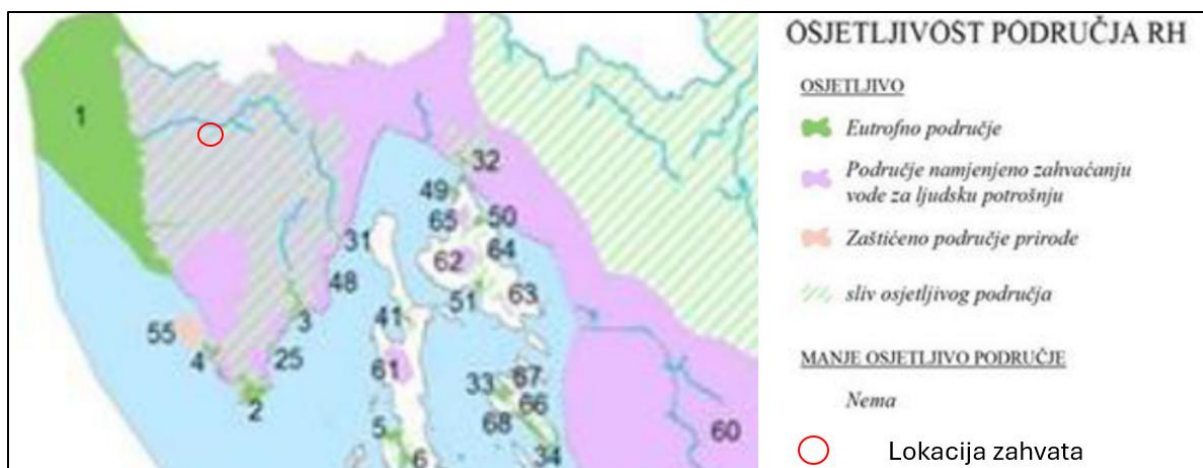 OSJETLJIVOST PODRUČJA RH
OSJETLJIVO
Eutrofno područje
Područje namjenjeno zahvaćanju
vode za ljudsku potrošnju
Zaštićeno područje prirode
sliv osjetljivog područja
MANJE OSJETLJIVO PODRUČJE
Nema
Lokacija zahvata
1
32
49
65
50
31
64
62
48
63
51
3
41
55
4
25
61
33
67
2
66
68
5
60
6
34